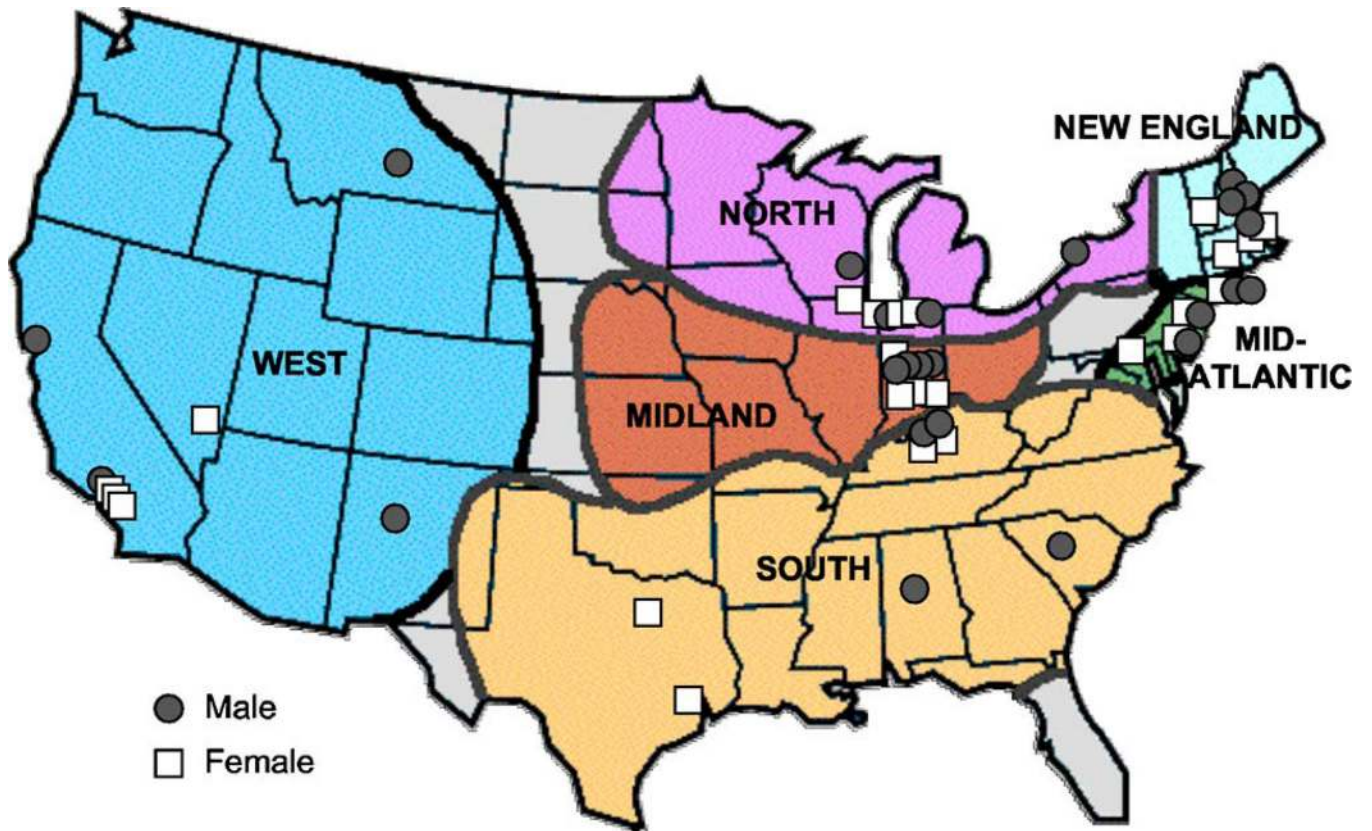 NEW ENGLAND
NORTH
MID-
ATLANTIC
WEST
MIDLAND
SOUTH
Male
Female